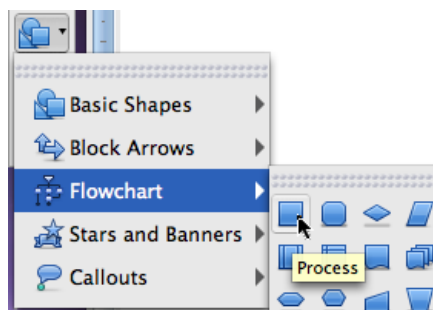 Basic Shapes
Block Arrows
Flowchart
Stars and Banners
Process
Callouts